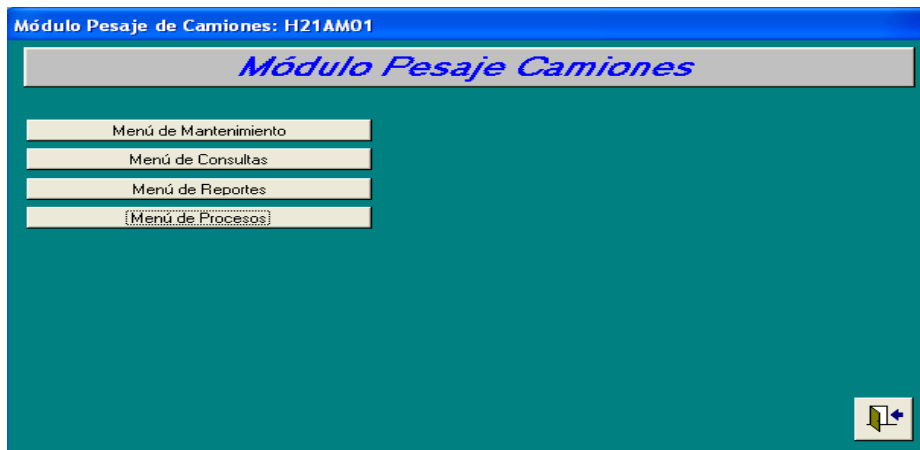 Módulo Pesaje de Camiones: H21AM01
Módulo Pesaje Camiones
Menú de Mantenimiento
Menú de Consultas
Menú de Reportes
Menú de Procesos